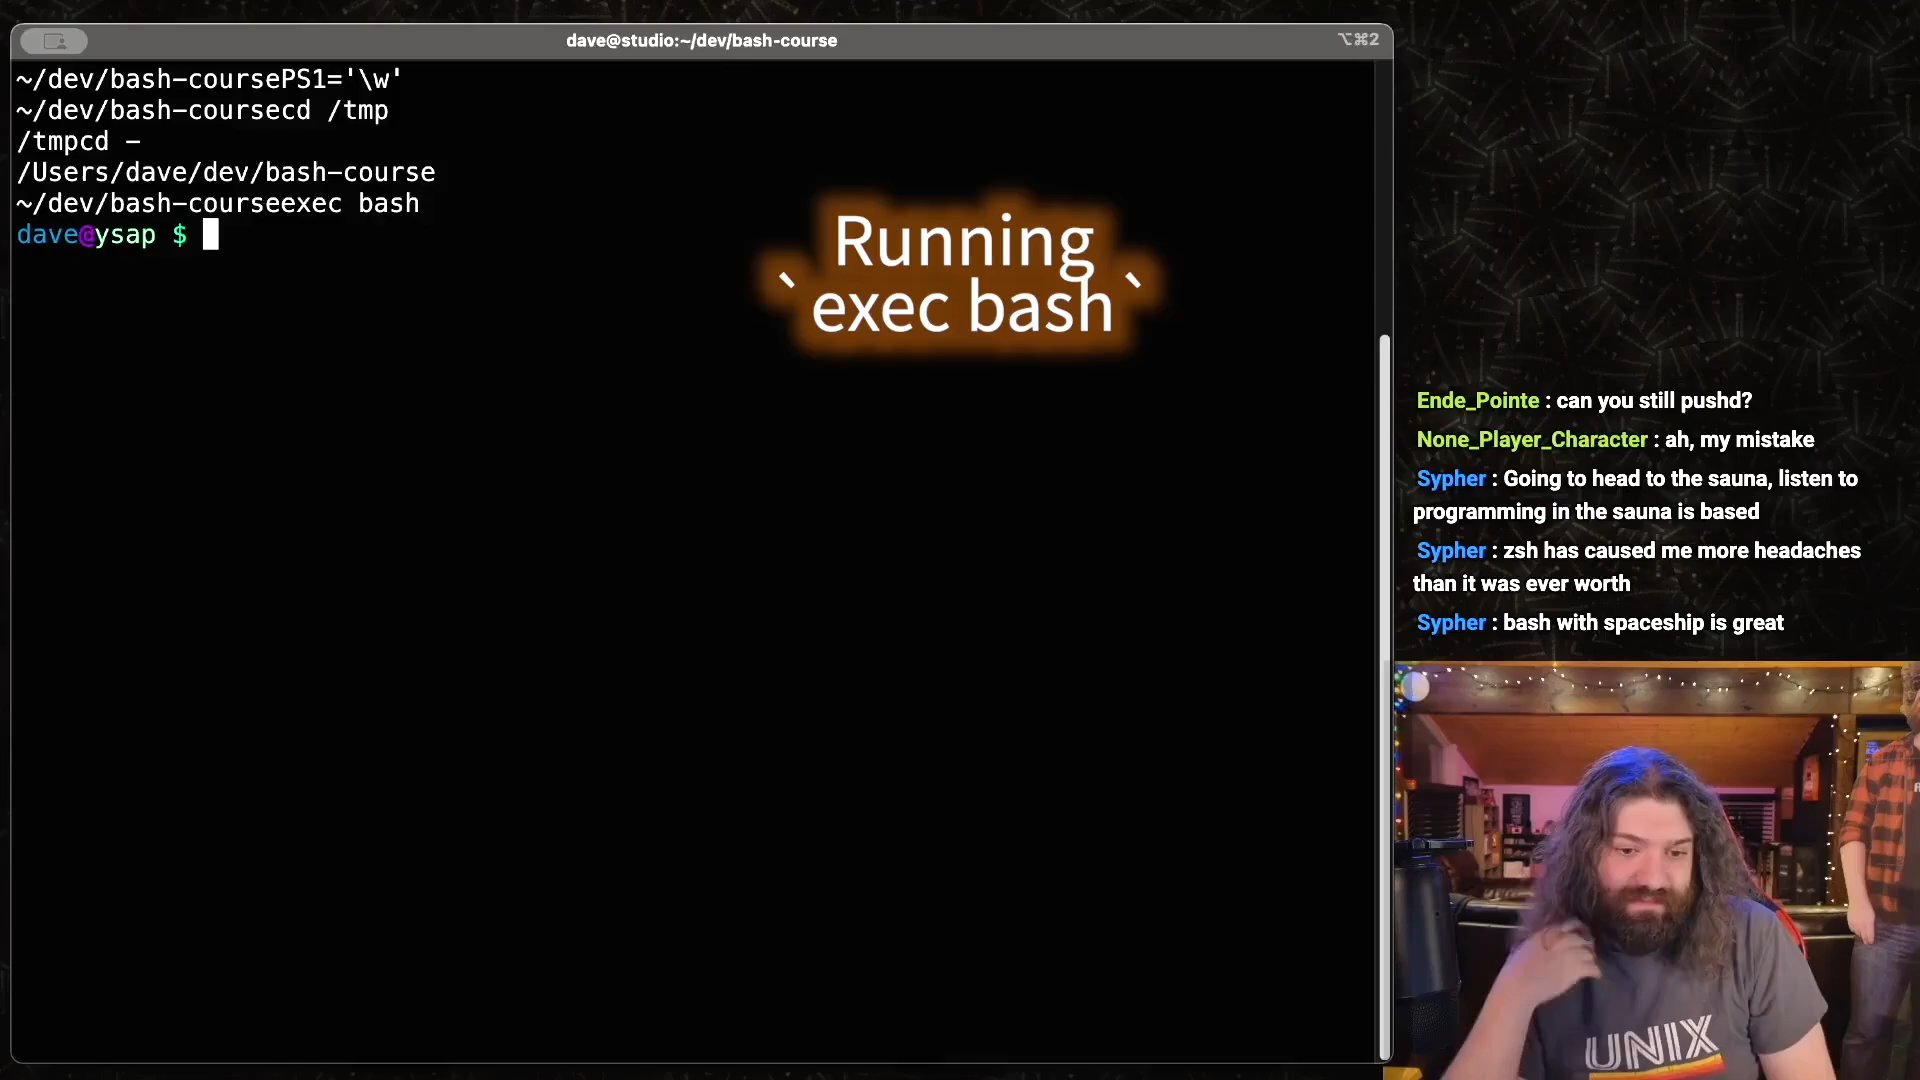 dave@studio:~/dev/bash-course
⌥⌘2
~/dev/bash-coursePS1='\w'
~/dev/bash-coursecd /tmp
/tmpcd -
/Users/dave/dev/bash-course
~/dev/bash-courseexec bash
dave@ysap $
Running
`exec bash`
Ende_Pointe : can you still pushd?
None_Player_Character : ah, my mistake
Sypher : Going to head to the sauna, listen to
programming in the sauna is based
Sypher : zsh has caused me more headaches
than it was ever worth
Sypher : bash with spaceship is great
UNIX